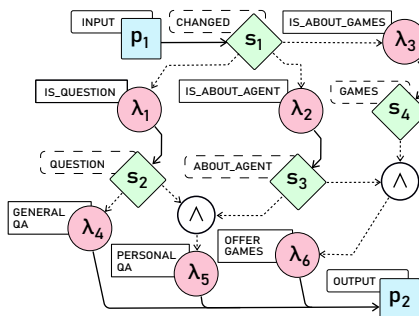 INPUT
p1
CHANGED
s1
IS_ABOUT_GAMES
λ3
IS_QUESTION
λ1
IS_ABOUT_AGENT
λ2
GAMES
s4
QUESTION
s2
ABOUT_AGENT
s3
∧
∧
GENERAL
QA
λ4
PERSONAL
QA
λ5
OFFER
GAMES
λ6
OUTPUT
p2